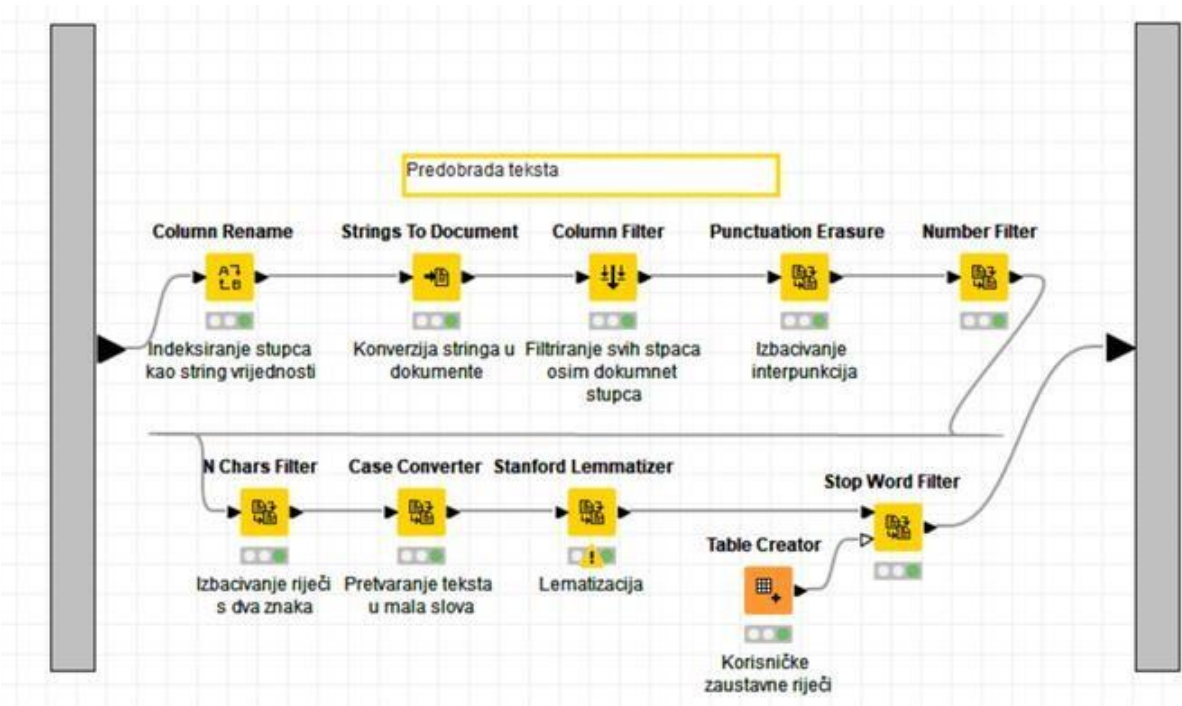 Predobrada teksta
Column Rename
Strings To Document
Column Filter
Punctuation Erasure
Number Filter
Indeksiranje stupca
kao string vrijednosti
Konverzija stringa u
dokumente
Filtriranje svih stpaca
osim dokumnet
stupca
Izbacivanje
interpunkcija
N Chars Filter
Case Converter
Stanford Lemmatizer
Stop Word Filter
Table Creator
Izbacivanje riječi
s dva znaka
Pretvaranje teksta
u mala slova
Lematizacija
Korisničke
zaustavne riječi